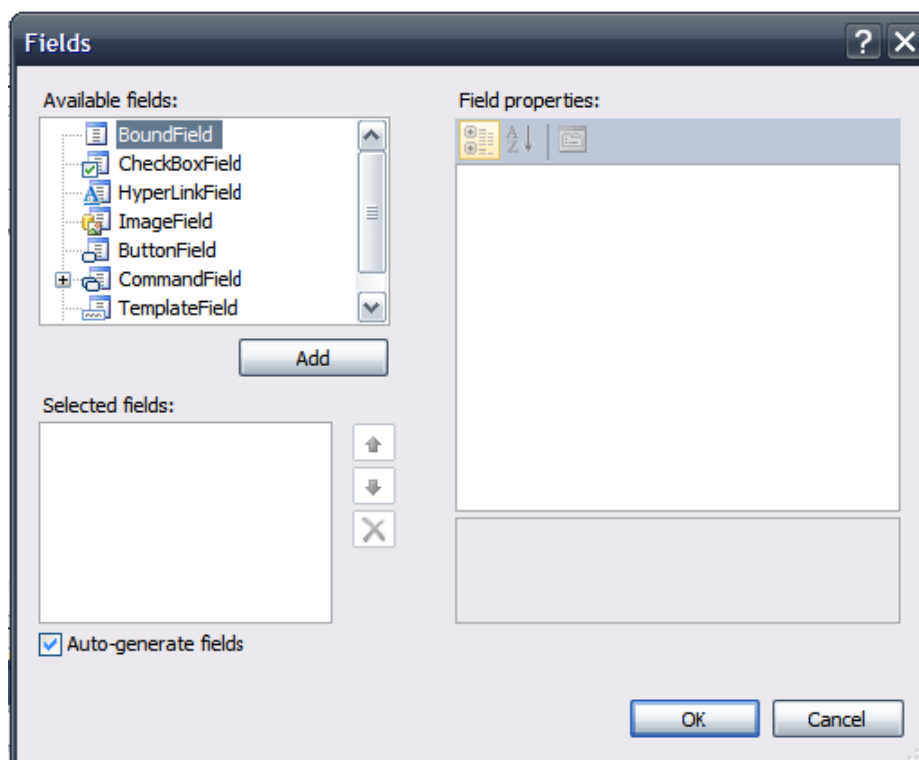 Fields
Available fields:
BoundField
CheckBoxField
HyperLinkField
ImageField
ButtonField
CommandField
TemplateField
Add
Selected fields:
Auto-generate fields
Field properties:
OK
Cancel